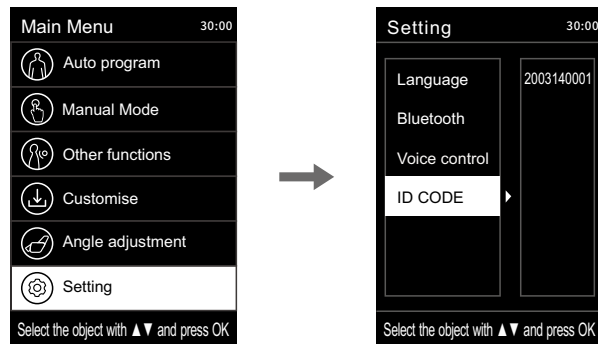 Main Menu 30:00
Auto program
Manual Mode
Other functions
Customise
Angle adjustment
Setting
Select the object with ▲▼ and press OK
Setting 30:00
Language
Bluetooth
Voice control
ID CODE
2003140001
Select the object with ▲▼ and press OK